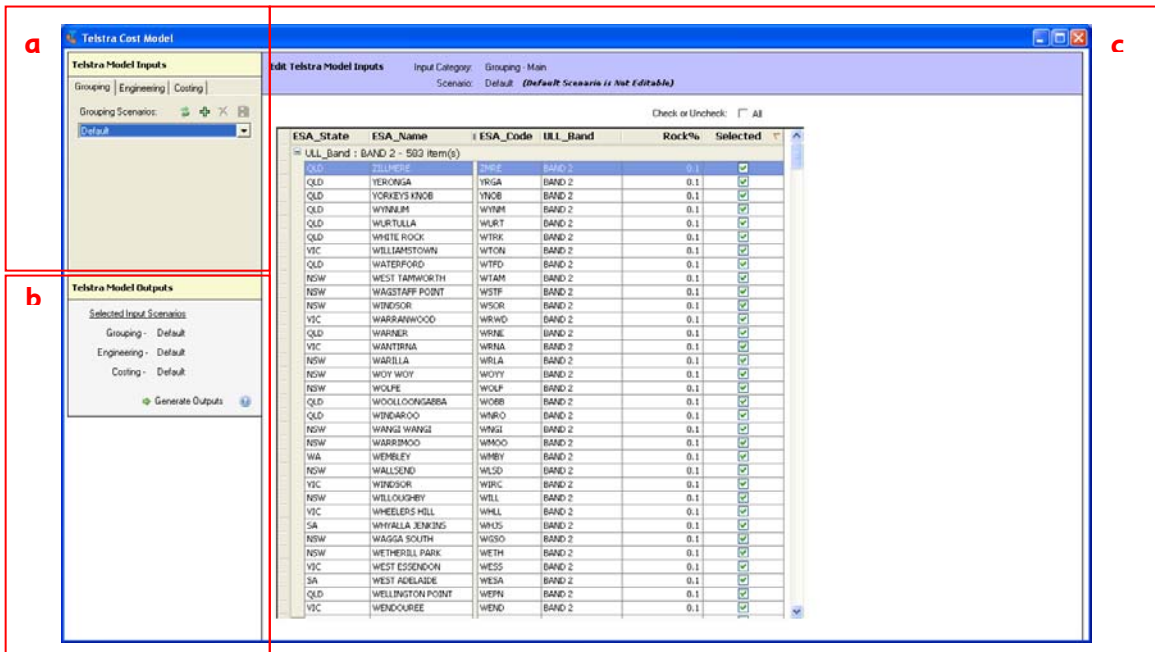 a
b
c
Telstra Cost Model
Telstra Model Inputs
Grouping Engineering Costing
Grouping Scenarios:
Default
Telstra Model Outputs
Selected Input Scenarios
Grouping - Default
Engineering - Default
Costing - Default
Generate Outputs
Edit Telstra Model Inputs Input Category: Grouping - Main
Scenario: Default (Default Scenario is Not Editable)
Check or Uncheck: All
ESA_State ESA_Name ESA_Code ULL_Band Rock% Selected
ULL_Band : BAND 2 - 583 item(s)
QLD ZILLMERE ZMRE BAND 2 0.1
QLD YERONGA YRGA BAND 2 0.1
QLD YORKEYS KNOB YNOB BAND 2 0.1
QLD WYNNUM WYNM BAND 2 0.1
QLD WURTULLA WURT BAND 2 0.1
QLD WHITE ROCK WTRK BAND 2 0.1
VIC WILLIAMSTOWN WTON BAND 2 0.1
QLD WATERFORD WTFD BAND 2 0.1
NSW WEST TAMWORTH WTAM BAND 2 0.1
NSW WAGSTAFF POINT WSTF BAND 2 0.1
NSW WINDSOR WSOR BAND 2 0.1
VIC WARRANWOOD WRWD BAND 2 0.1
QLD WARNER WRNE BAND 2 0.1
VIC WANTIRNA WRNA BAND 2 0.1
NSW WARILLA WRLA BAND 2 0.1
NSW WOY WOY WOYY BAND 2 0.1
NSW WOLFE WOLF BAND 2 0.1
QLD WOOLLOONGABBA WOBB BAND 2 0.1
QLD WINDAROO WNRO BAND 2 0.1
NSW WANGI WANGI WNGI BAND 2 0.1
NSW WARRIMOO WMOO BAND 2 0.1
WA WEMBLEY WMBY BAND 2 0.1
NSW WALLSEND WLSD BAND 2 0.1
VIC WINDSOR WIRC BAND 2 0.1
NSW WILLOUGHBY WILL BAND 2 0.1
VIC WHEELERS HILL WHLL BAND 2 0.1
SA WHYALLA JENKINS WHJS BAND 2 0.1
NSW WAGGA SOUTH WGSO BAND 2 0.1
NSW WETHERILL PARK WETH BAND 2 0.1
VIC WEST ESSENDON WESS BAND 2 0.1
SA WEST ADELAIDE WESA BAND 2 0.1
QLD WELLINGTON POINT WEPN BAND 2 0.1
VIC WENDOUREE WEND BAND 2 0.1